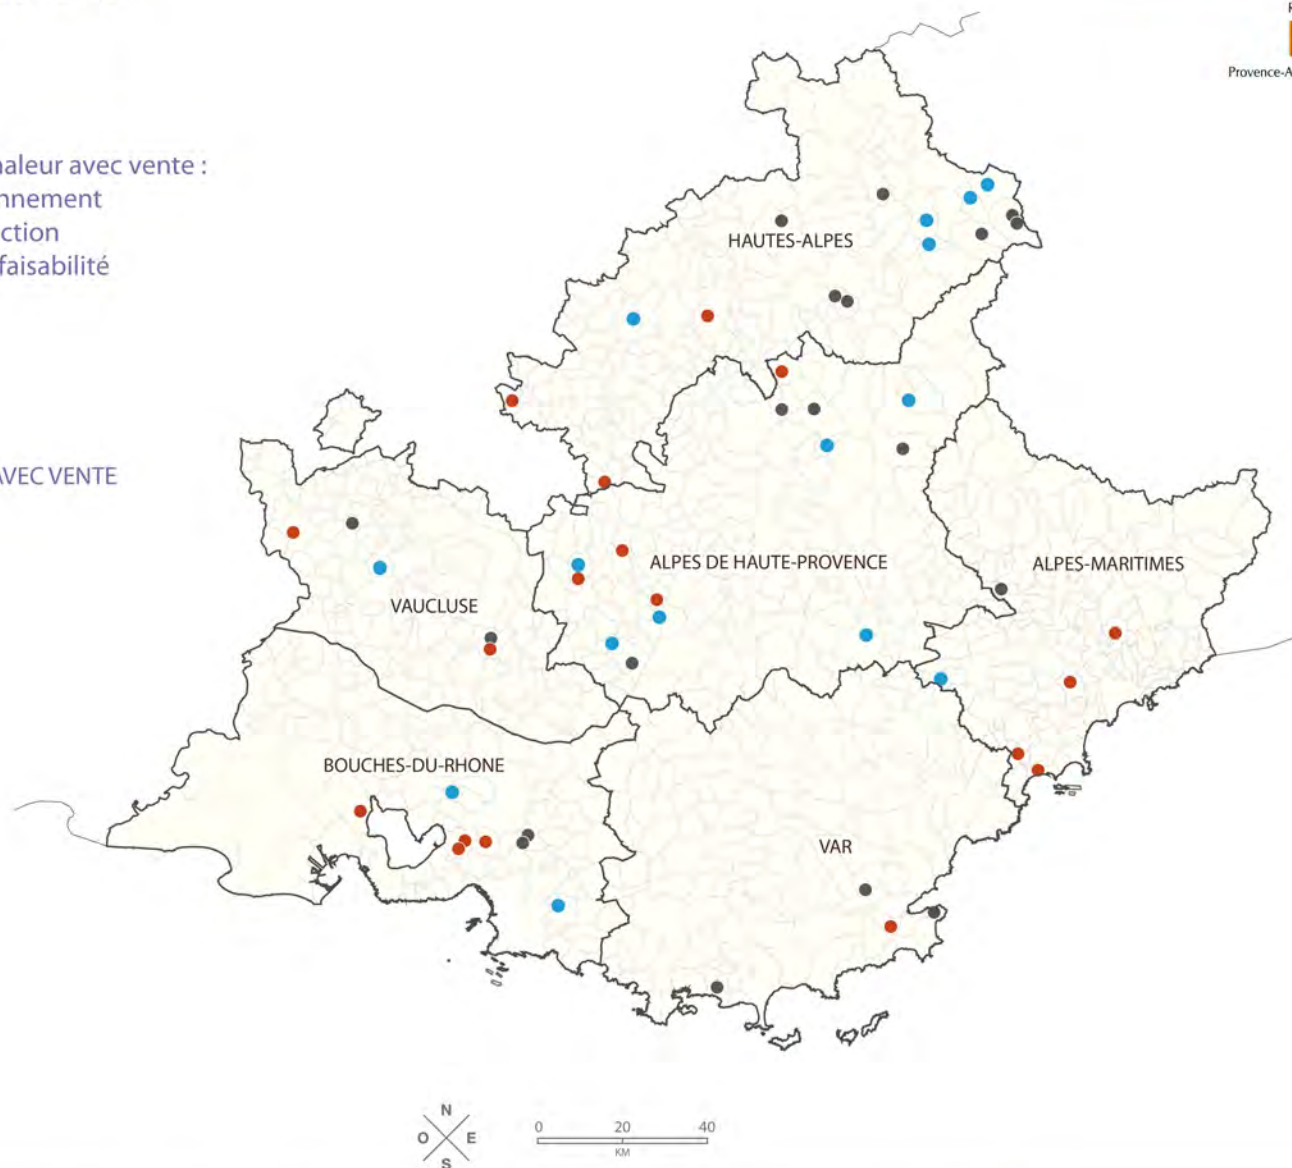 Provence-A
haleur avec vente :
nnement
ction
faisabilité
AVEC VENTE
HAUTES-ALPES
ALPES DE HAUTE-PROVENCE
ALPES-MARITIMES
VAUCLUSE
BOUCHES-DU-RHONE
VAR
N
O E
S
0 20 40
KM